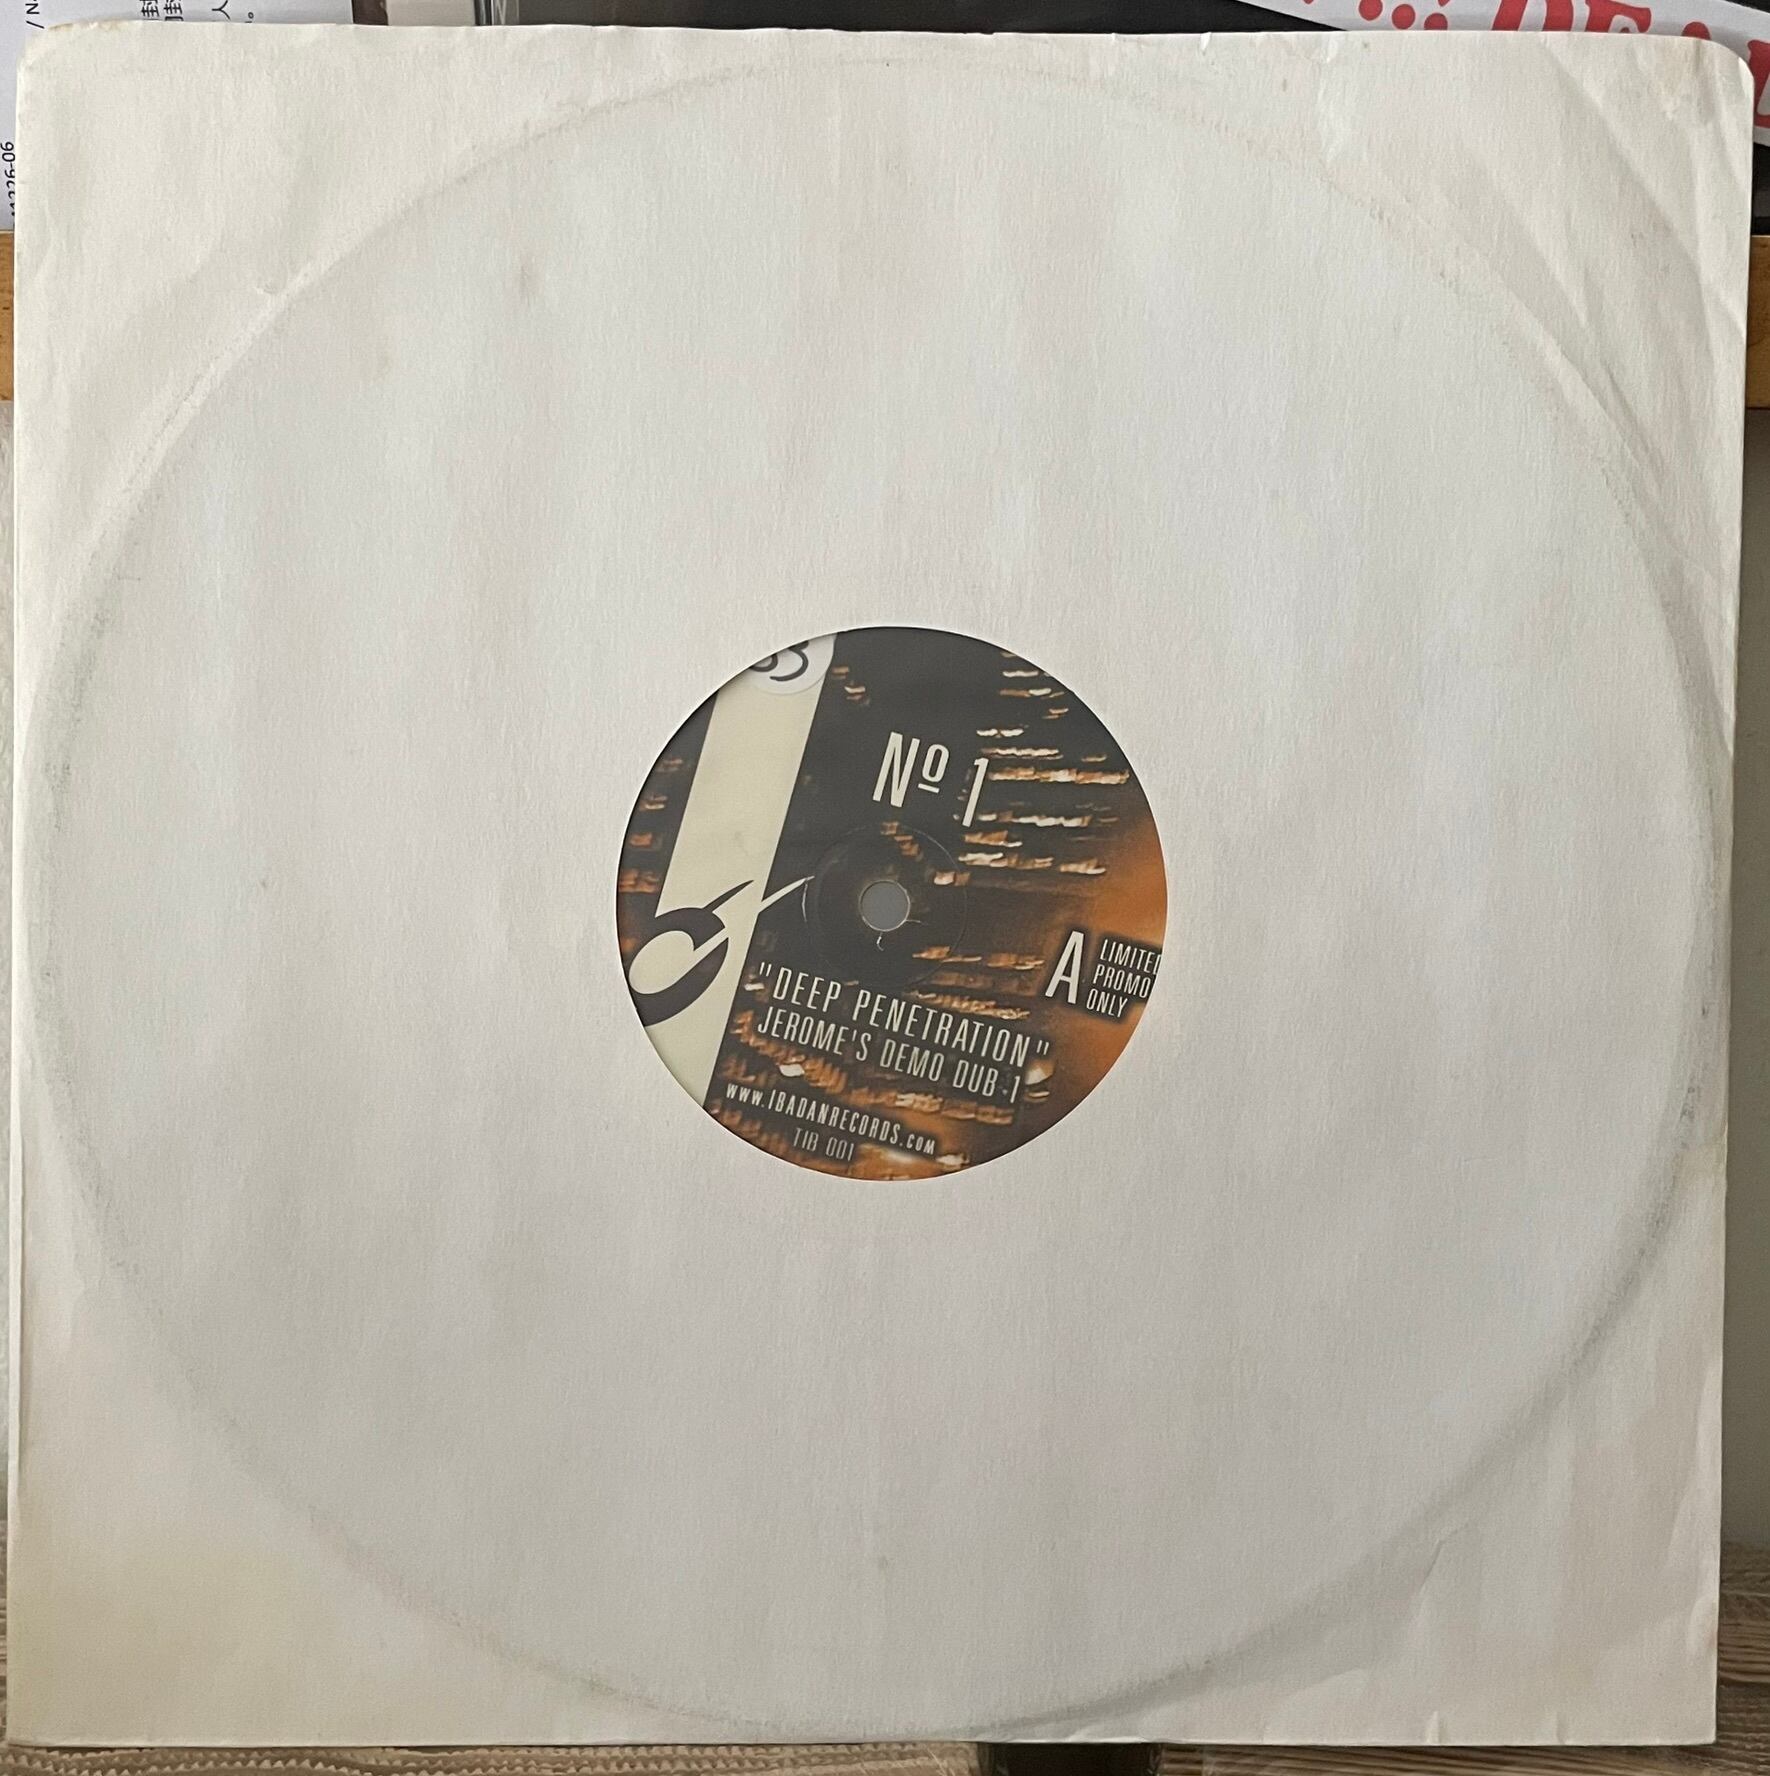 Nº 1
A
LIMITED
PROMO
ONLY
"DEEP PENETRATION"
JEROME'S DEMO DUB 1
www.IBADANRECORDS.com
TIB 001